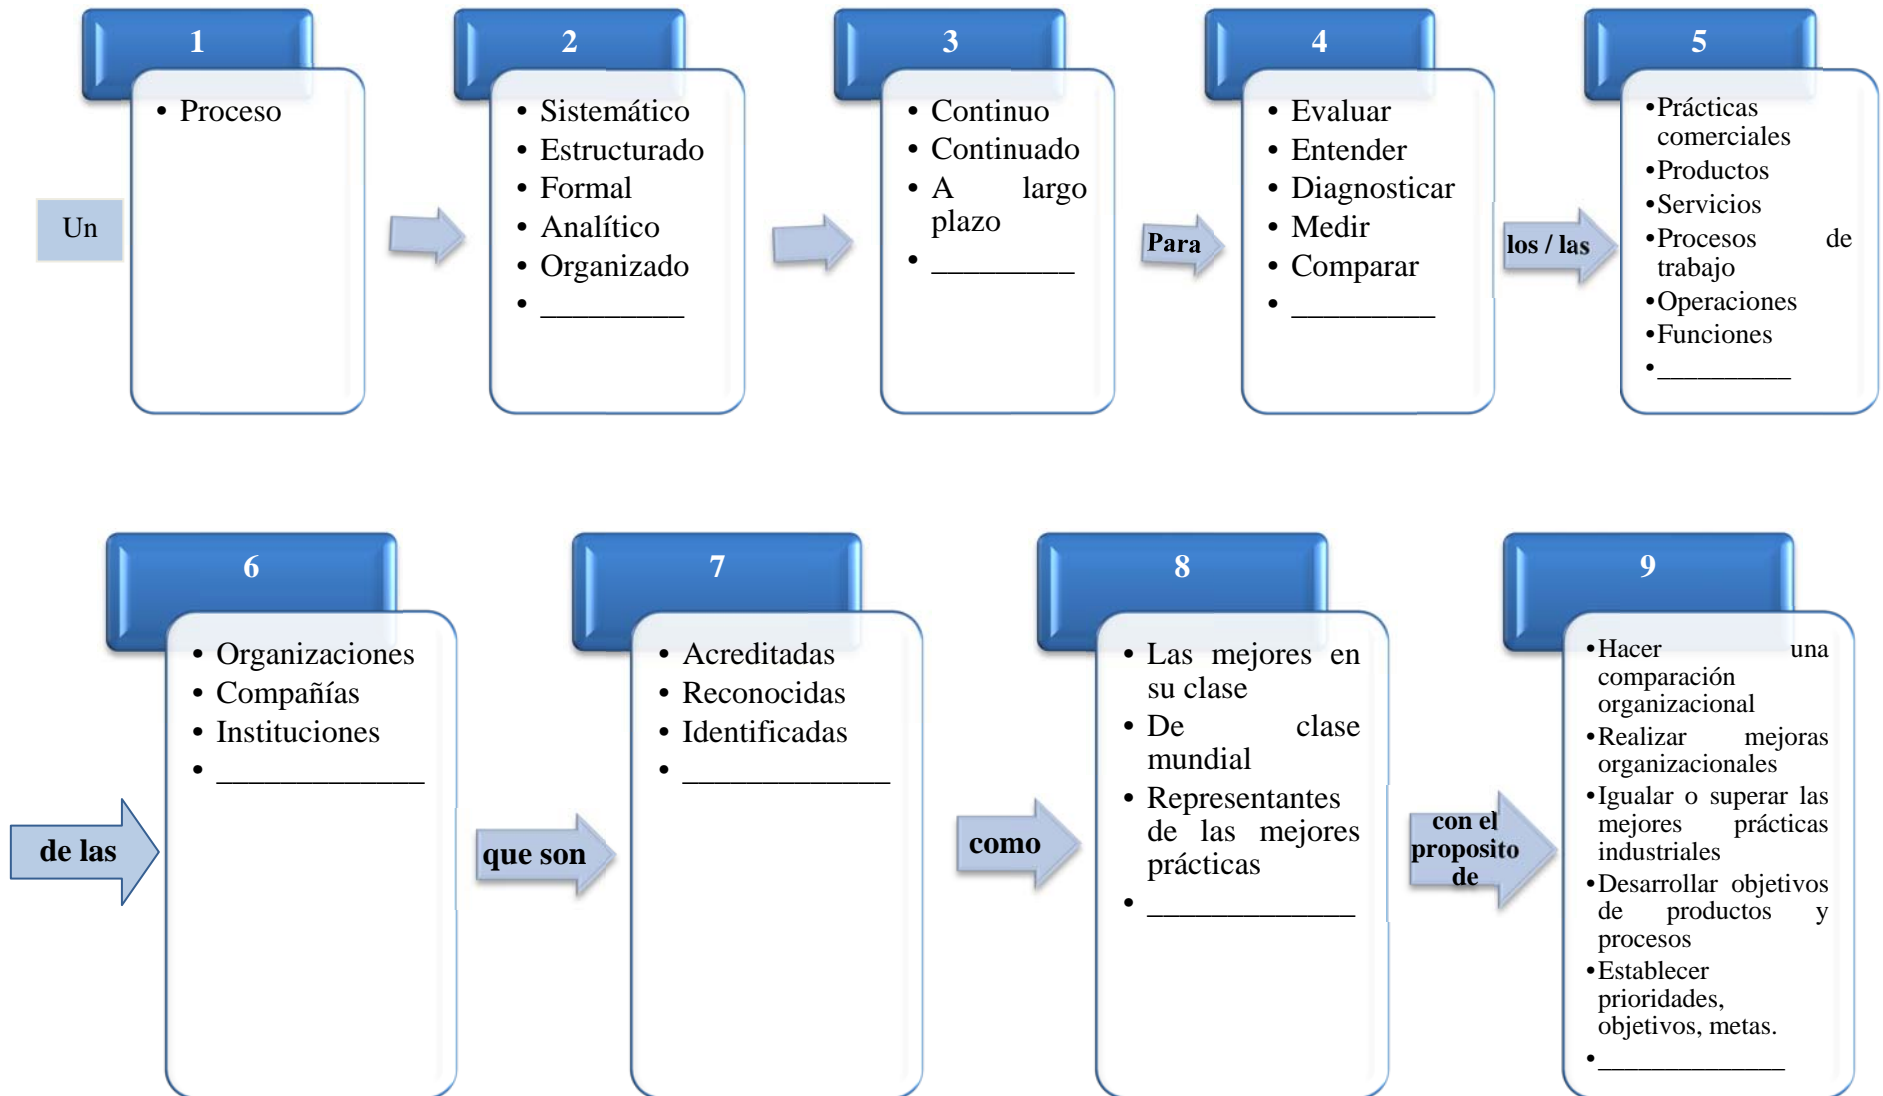 1
• Proceso
2
• Sistemático
• Estructurado
• Formal
• Analítico
• Organizado
• _________
3
• Continuo
• Continuado
• A largo
plazo
• _________
4
• Evaluar
• Entender
• Diagnosticar
• Medir
• Comparar
• _________
5
•Prácticas
comerciales
•Productos
•Servicios
•Procesos de
trabajo
•Operaciones
•Funciones
•__________
Un
Para
los / las
6
• Organizaciones
• Compañías
• Instituciones
• _____________
7
• Acreditadas
• Reconocidas
• Identificadas
• _____________
8
• Las mejores en
su clase
• De clase
mundial
• Representantes
de las mejores
prácticas
• _____________
9
•Hacer una
comparación
organizacional
•Realizar mejoras
organizacionales
•Igualar o superar las
mejores prácticas
industriales
•Desarrollar objetivos
de productos y
procesos
•Establecer
prioridades,
objetivos, metas.
•______________
de las
que son
como
con el
proposito
de